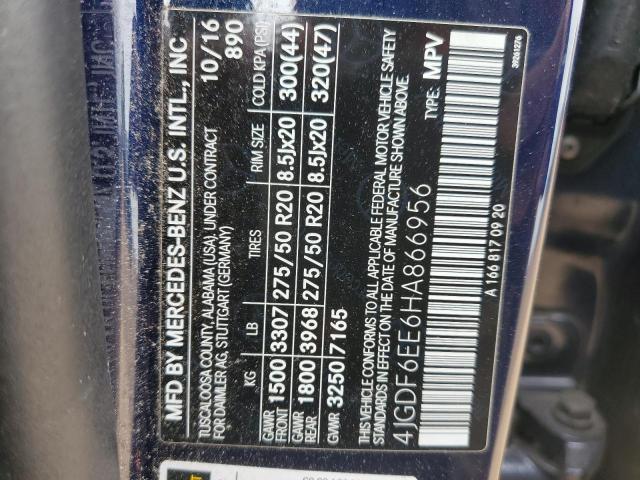 MFD BY MERCEDES-BENZ U.S. INTL., INC
TUSCALOOSA COUNTY, ALABAMA (USA), UNDER CONTRACT 10/16
FOR DAIMLER AG, STUTTGART (GERMANY) 890
KG LB TIRES RIM SIZE COLD KPA (PSI)
GAWR FRONT 1500 3307 275/50 R20 8.5Jx20 300(44)
GAWR REAR 1800 3968 275/50 R20 8.5Jx20 320(47)
GVWR 3250 7165
THIS VEHICLE CONFORMS TO ALL APPLICABLE FEDERAL MOTOR VEHICLE SAFETY
STANDARDS IN EFFECT ON THE DATE OF MANUFACTURE SHOWN ABOVE.
4JGDF6EE6HA866956 TYPE: MPV
A 166 817 09 20